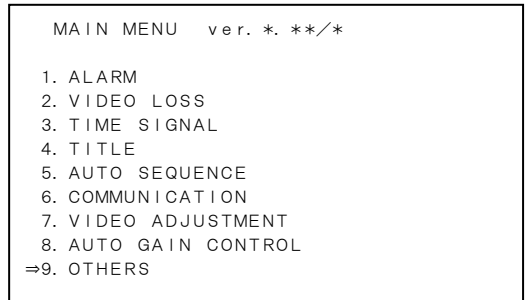 MAIN MENU ver. *. **/*
1. ALARM
2. VIDEO LOSS
3. TIME SIGNAL
4. TITLE
5. AUTO SEQUENCE
6. COMMUNICATION
7. VIDEO ADJUSTMENT
8. AUTO GAIN CONTROL
⇒9. OTHERS